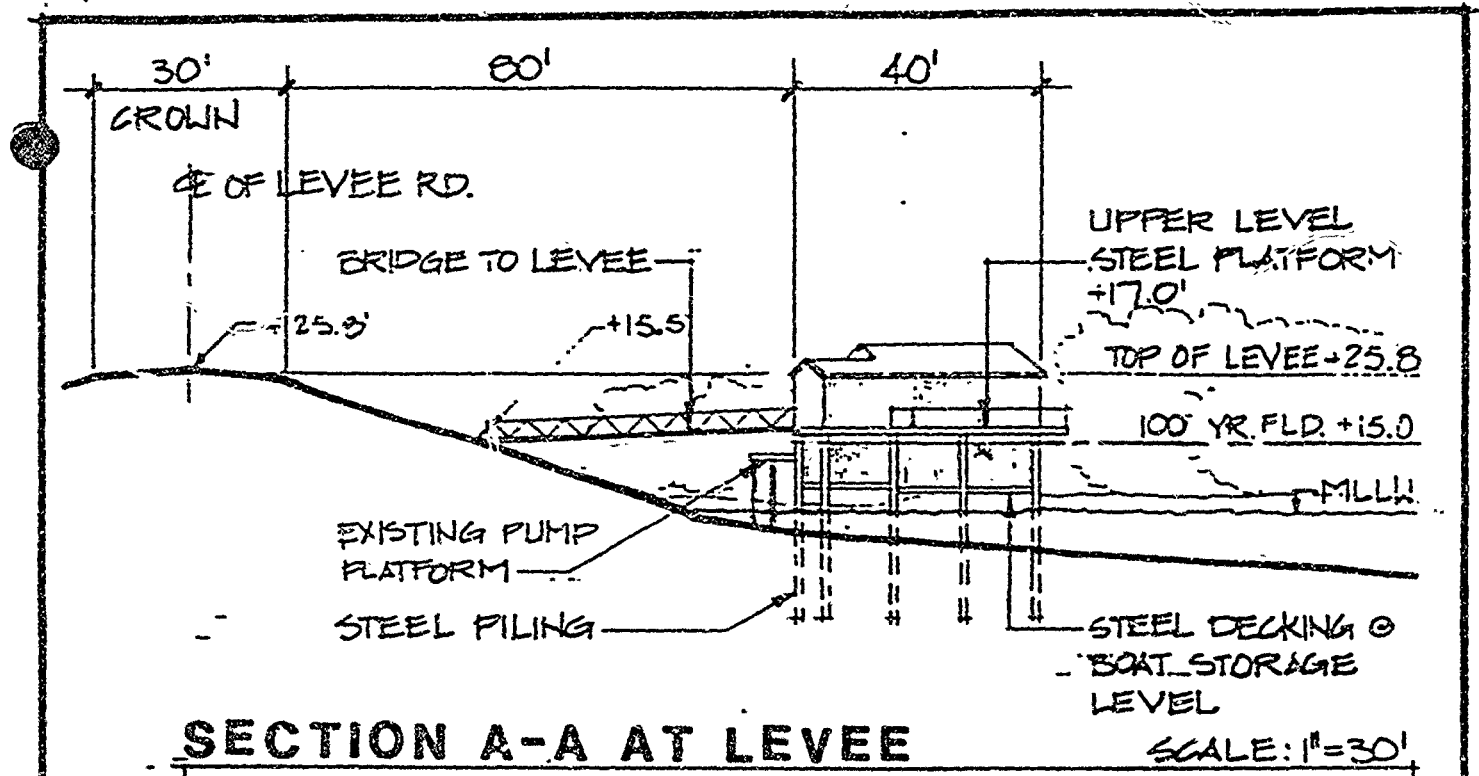 30' 80' 40'
CROWN
℄ OF LEVEE RD.
UPPER LEVEL
BRIDGE TO LEVEE
STEEL PLATFORM
+17.0'
+25.8'
+15.5'
TOP OF LEVEE +25.8
100 YR. FLD. +15.0
MLLW
EXISTING PUMP
PLATFORM
STEEL PILING
STEEL DECKING @
BOAT STORAGE
LEVEL
SECTION A-A AT LEVEE
SCALE: 1"=30'